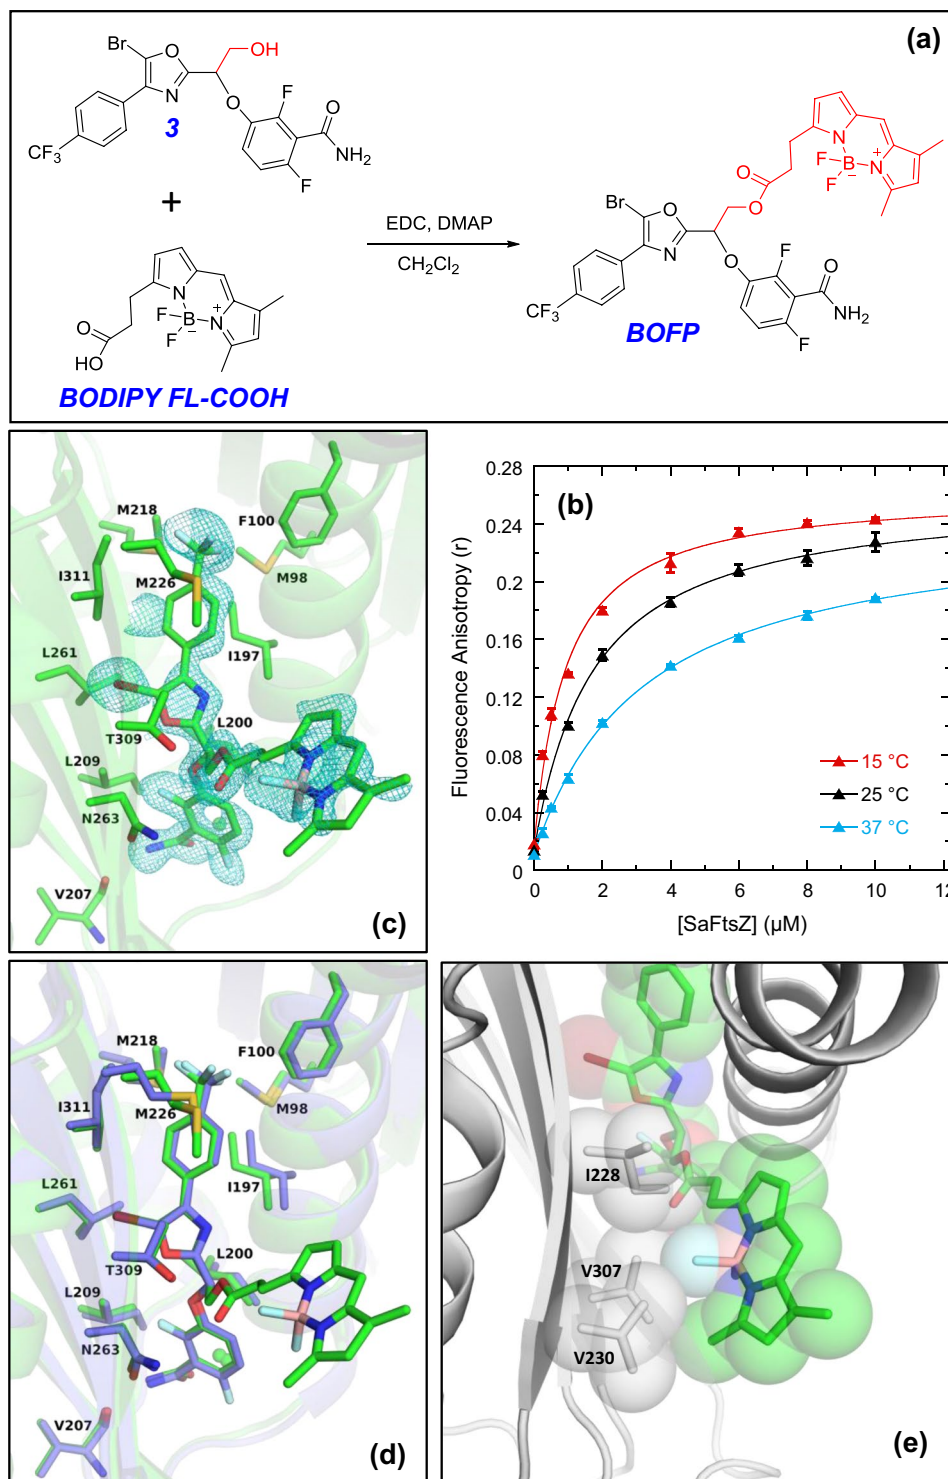 (a)
Br
O
N
OH
O
F
O
NH2
F
CF3
3
+
N
N
+
F
B
−
F
O
HO
BODIPY FL-COOH
EDC, DMAP
CH2Cl2
N
N
+
F
B
−
F
O
O
Br
O
N
O
F
O
NH2
F
CF3
BOFP
(c)
M218
F100
I311
M226
M98
I197
L261
L200
T309
L209
N263
V207
(b)
Fluorescence Anisotropy (r)
0.28
0.24
0.2
0.16
0.12
0.08
0.04
0
0 2 4 6 8 10 12
[SaFtsZ] (µM)
15 °C
25 °C
37 °C
(d)
M218
F100
I311
M226
M98
I197
L261
L200
T309
L209
N263
V207
(e)
I228
V307
V230